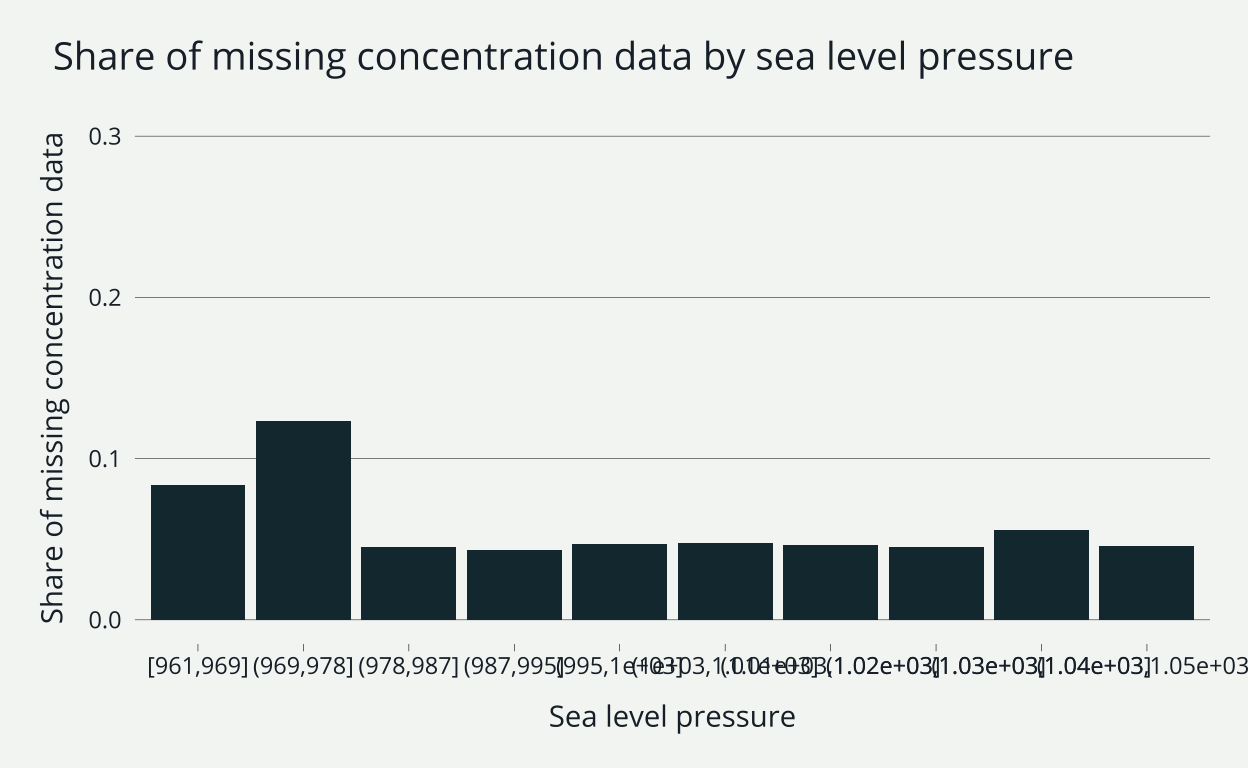 Share of missing concentration data by sea level pressure
Share of missing concentration data
0.3
0.2
0.1
0.0
[961,969] (969,978] (978,987] (987,995]
Sea level pressure